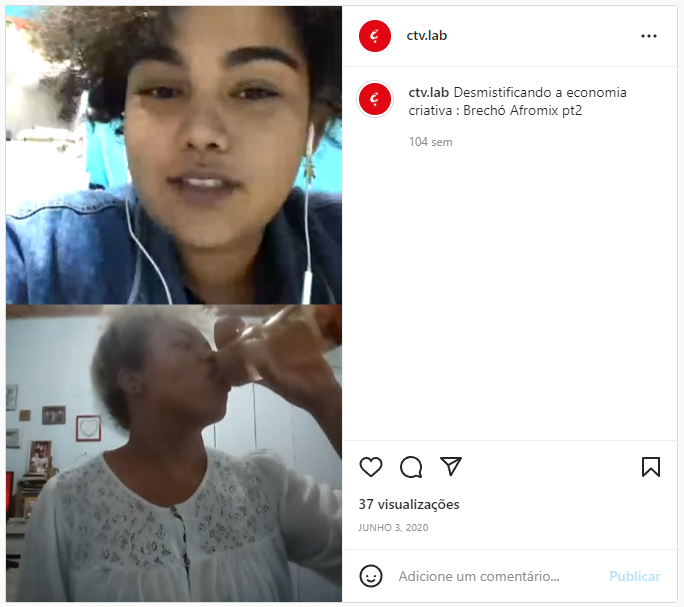 ctv.lab
ctv.lab Desmistificando a economia
criativa : Brechó Afromix pt2
104 sem
37 visualizações
JUNHO 3, 2020
Adicione um comentário...
Publicar